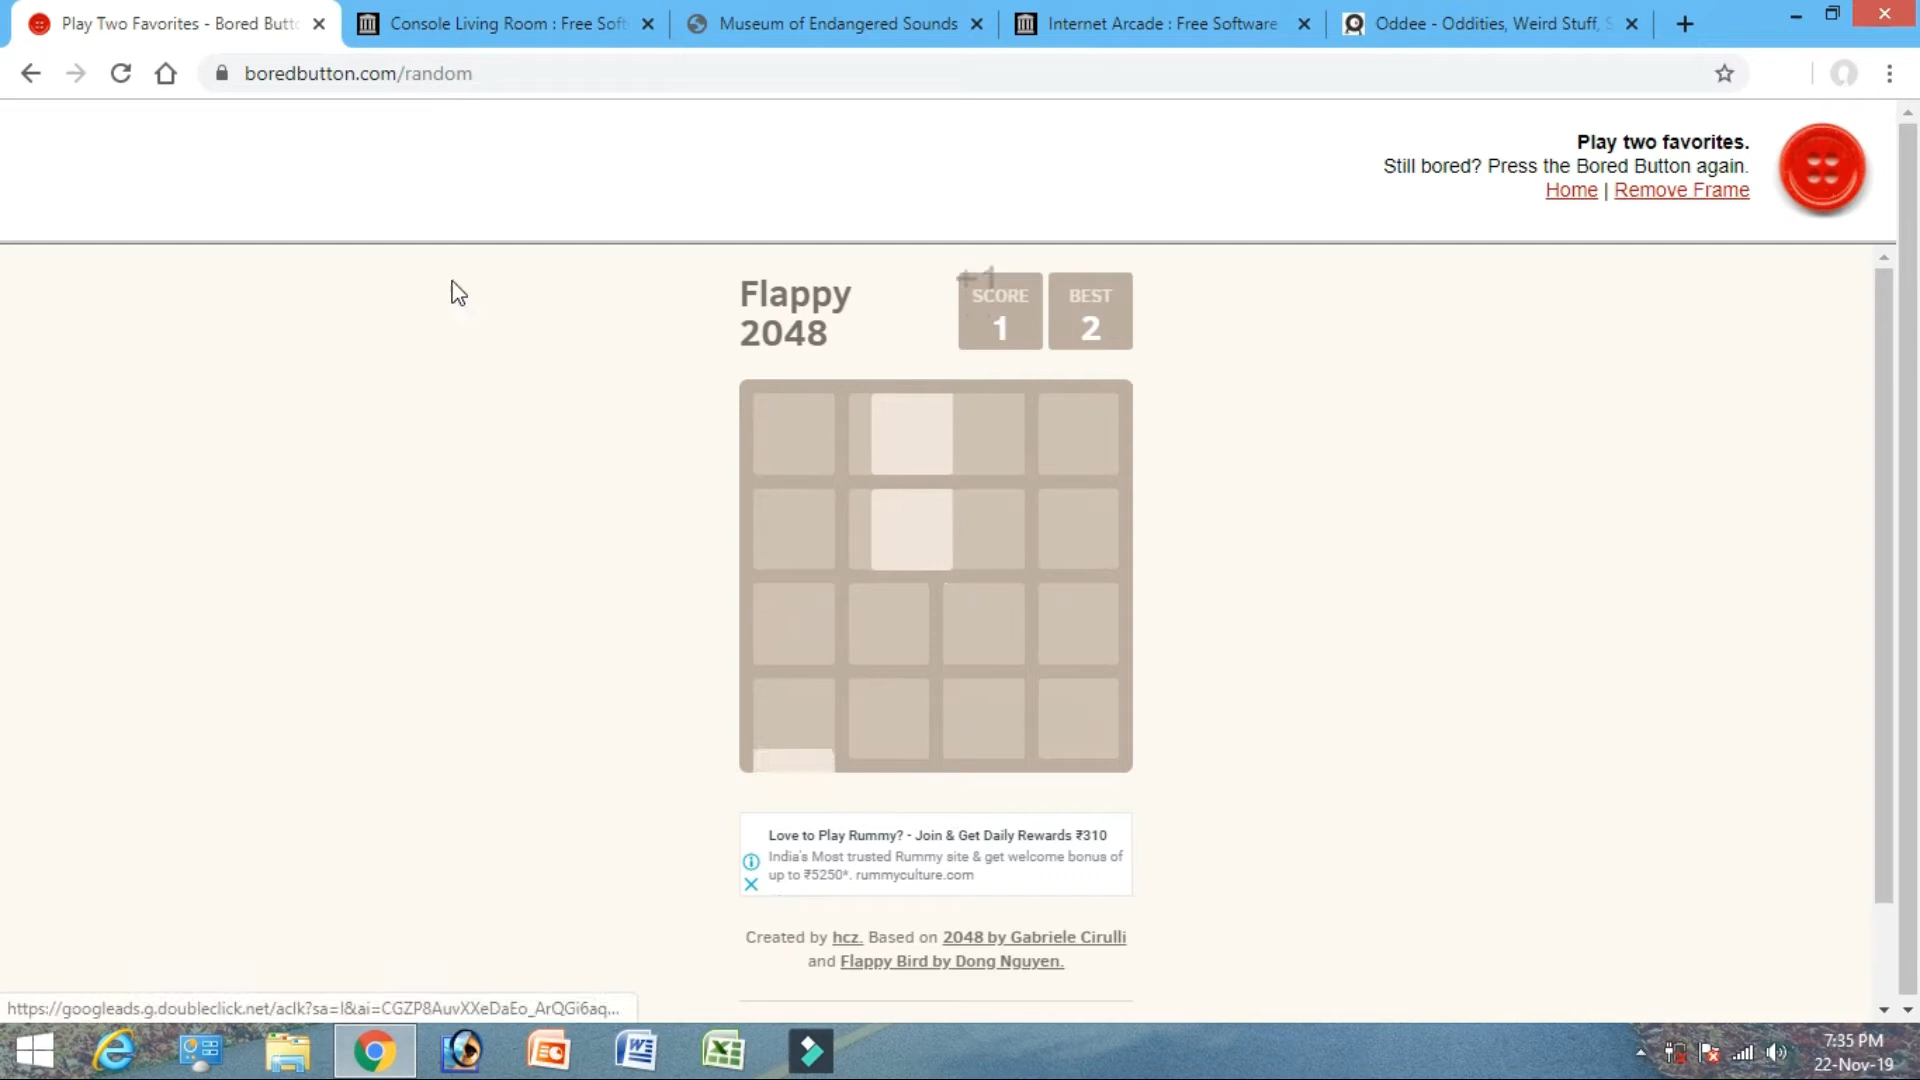 Play Two Favorites - Bored Butt
Console Living Room : Free Soft
Museum of Endangered Sounds
Internet Arcade : Free Software
Oddee - Oddities, Weird Stuff, S
boredbutton.com/random
Play two favorites.
Still bored? Press the Bored Button again.
Home | Remove Frame
Flappy
2048
+1
SCORE
1
BEST
2
Love to Play Rummy? - Join & Get Daily Rewards ₹310
India's Most trusted Rummy site & get welcome bonus of
up to ₹5250*. rummyculture.com
Created by hcz. Based on 2048 by Gabriele Cirulli
and Flappy Bird by Dong Nguyen.
https://googleads.g.doubleclick.net/aclk?sa=l&ai=CGZP8AuvXXeDaEo_ArQGi6aq...
7:35 PM
22-Nov-19